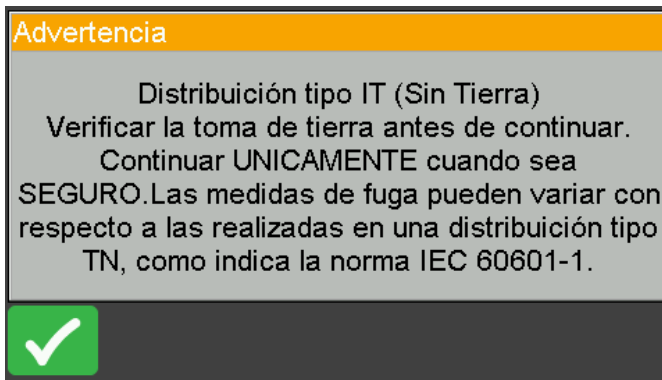 Advertencia
Distribuición tipo IT (Sin Tierra)
Verificar la toma de tierra antes de continuar.
Continuar UNICAMENTE cuando sea
SEGURO.Las medidas de fuga pueden variar con
respecto a las realizadas en una distribuición tipo
TN, como indica la norma IEC 60601-1.